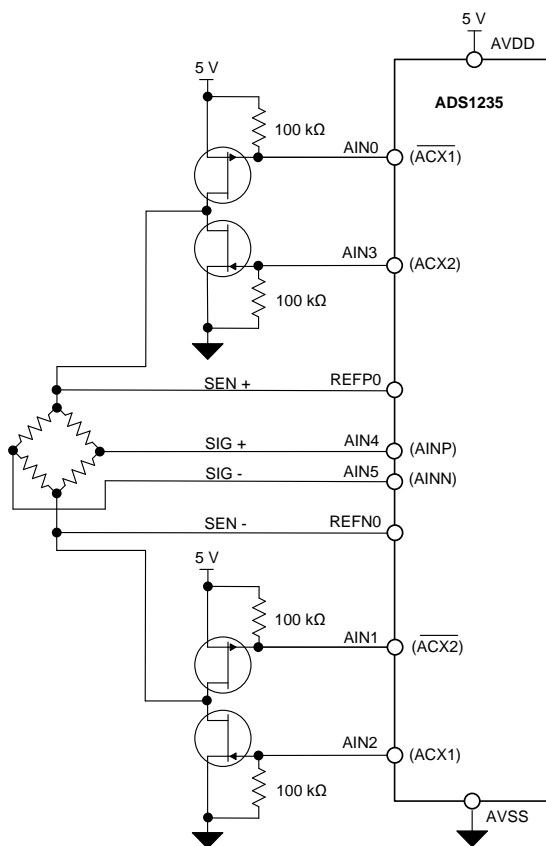 5 V
AVDD
5 V
ADS1235
100 kΩ
AIN0
(ACX1)
AIN3
(ACX2)
100 kΩ
SEN +
REFP0
SIG +
AIN4
(AINP)
SIG -
AIN5
(AINN)
SEN -
REFN0
5 V
100 kΩ
AIN1
(ACX2)
AIN2
(ACX1)
100 kΩ
AVSS